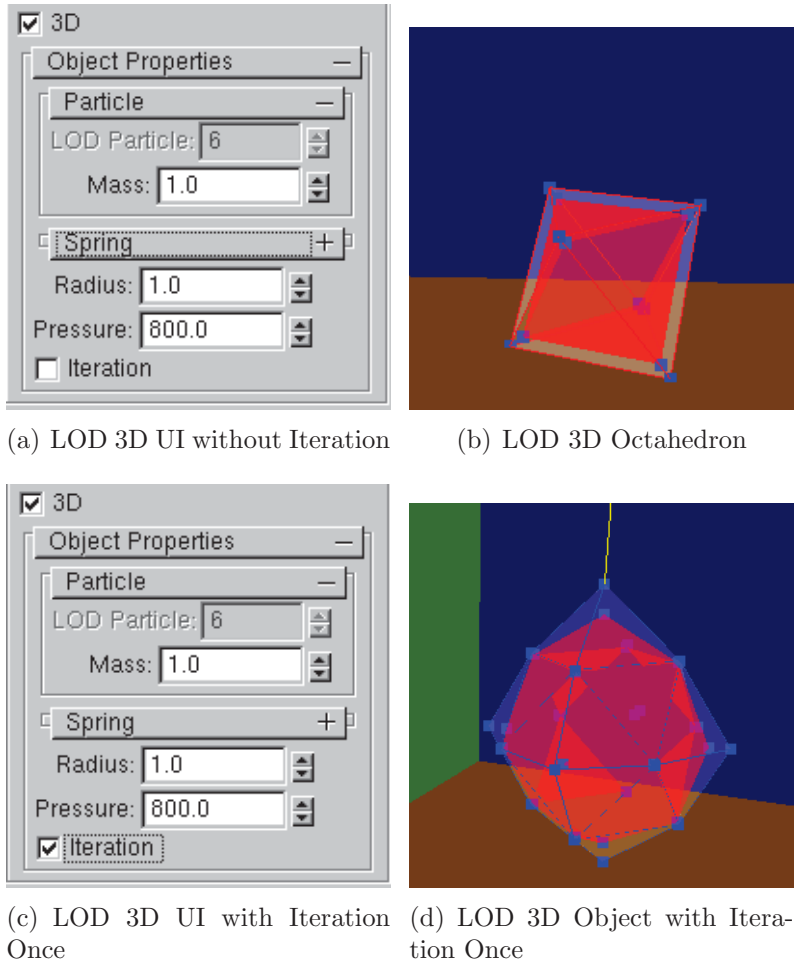 3D
Object Properties
Particle
LOD Particle: 6
Mass: 1.0
Spring
Radius: 1.0
Pressure: 800.0
Iteration
(a) LOD 3D UI without Iteration
(b) LOD 3D Octahedron
3D
Object Properties
Particle
LOD Particle: 6
Mass: 1.0
Spring
Radius: 1.0
Pressure: 800.0
Iteration
(c) LOD 3D UI with Iteration
Once
(d) LOD 3D Object with Itera-
tion Once